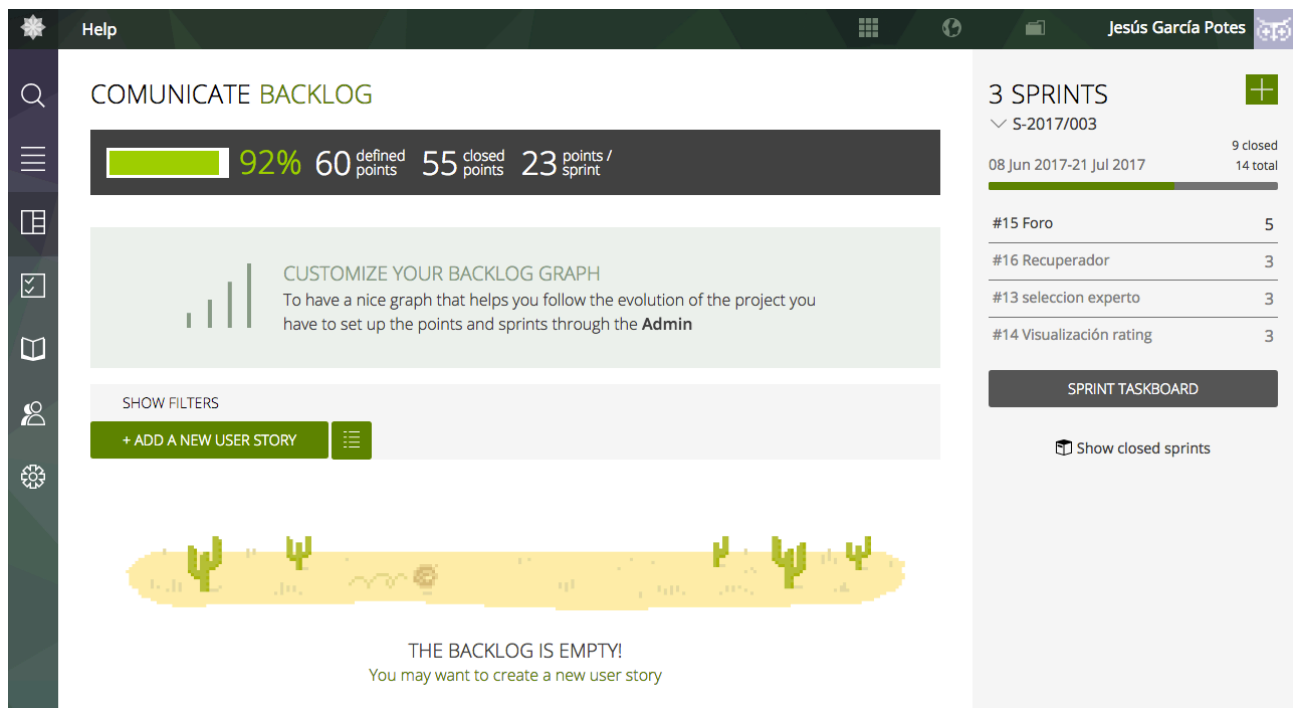 Help
Jesús García Potes
COMUNICATE BACKLOG
92% 60 defined points 55 closed points 23 points / sprint
CUSTOMIZE YOUR BACKLOG GRAPH
To have a nice graph that helps you follow the evolution of the project you
have to set up the points and sprints through the Admin
SHOW FILTERS
+ ADD A NEW USER STORY
THE BACKLOG IS EMPTY!
You may want to create a new user story
3 SPRINTS
S-2017/003
9 closed
08 Jun 2017-21 Jul 2017 14 total
#15 Foro 5
#16 Recuperador 3
#13 seleccion experto 3
#14 Visualización rating 3
SPRINT TASKBOARD
Show closed sprints